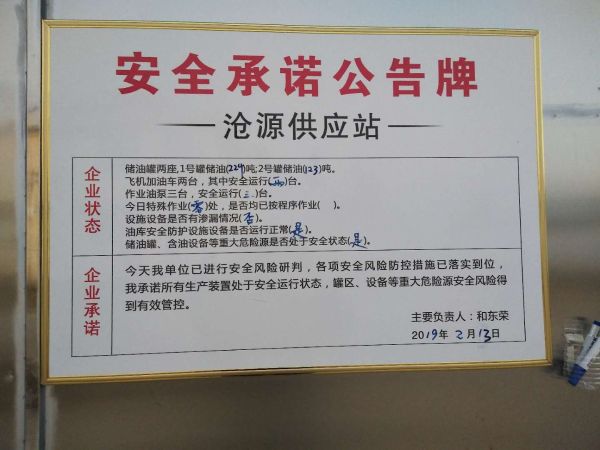 安全承诺公告牌
沧源供应站
企业状态
储油罐两座,1号罐储油(229)吨;2号罐储油(123)吨。
飞机加油车两台，其中安全运行(二)台。
作业油泵三台，安全运行(三)台。
今日特殊作业(零)处，是否均已按程序作业( )。
设施设备是否有渗漏情况(否)。
油库安全防护设施设备是否运行正常(是)。
储油罐、含油设备等重大危险源是否处于安全状态(是)。
企业承诺
今天我单位已进行安全风险研判，各项安全风险防控措施已落实到位，
我承诺所有生产装置处于安全运行状态，罐区、设备等重大危险源安全风险得
到有效管控。
主要负责人：和东荣
2019年 2月13日